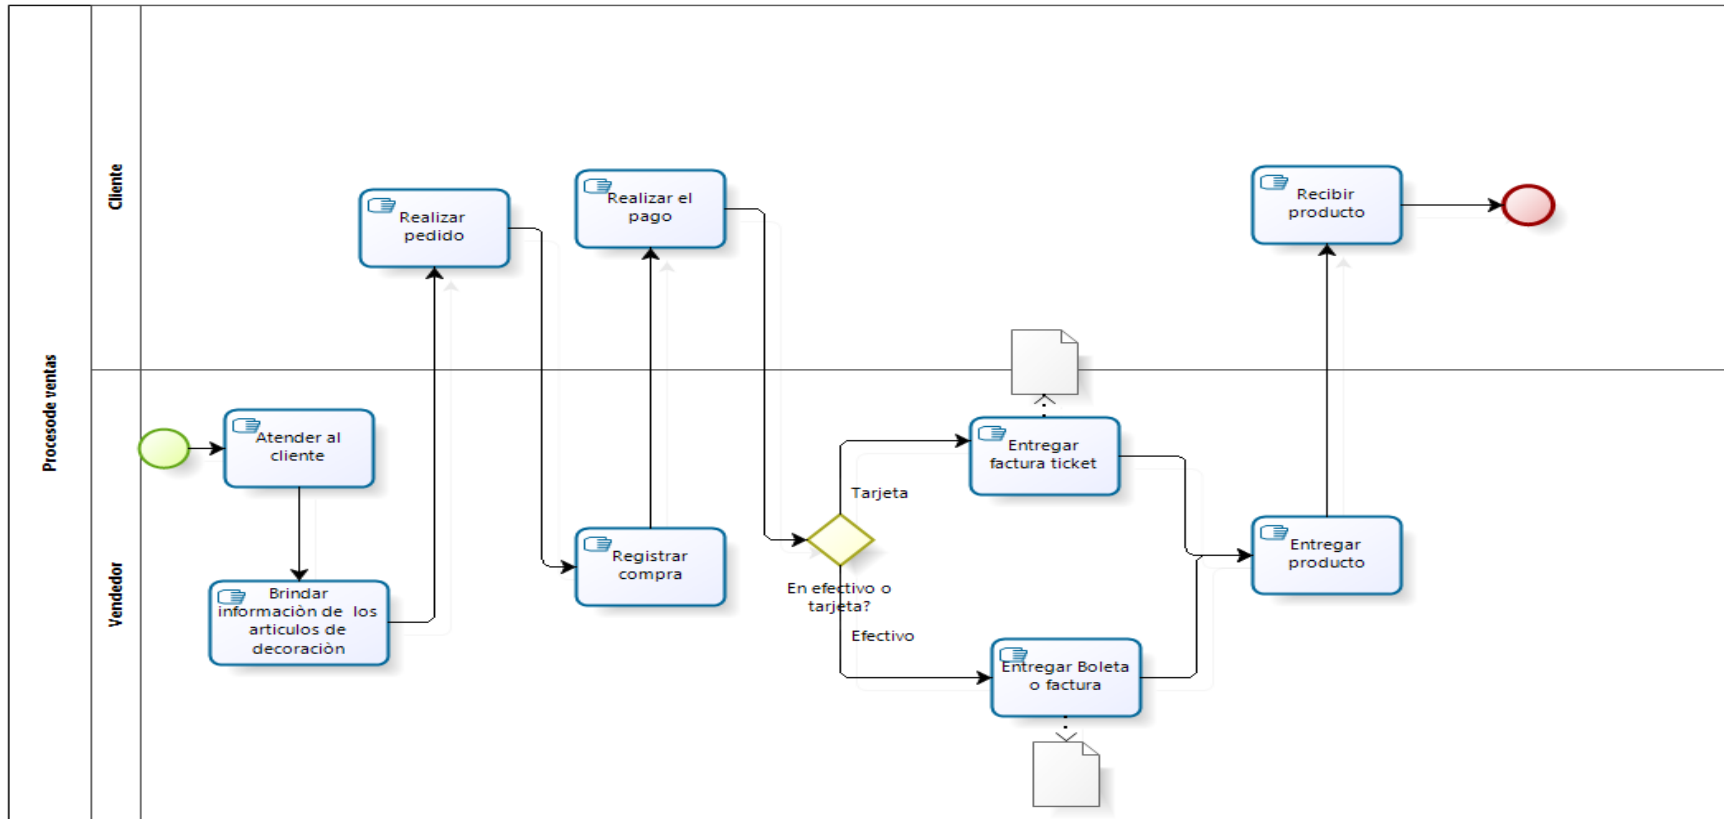 Procesode ventas
Cliente
Vendedor
Realizar
pedido
Realizar el
pago
Recibir
producto
Atender al
cliente
Brindar
informaciòn de  los
articulos de
decoraciòn
Registrar
compra
Tarjeta
En efectivo o
tarjeta?
Efectivo
Entregar
factura ticket
Entregar Boleta
o factura
Entregar
producto